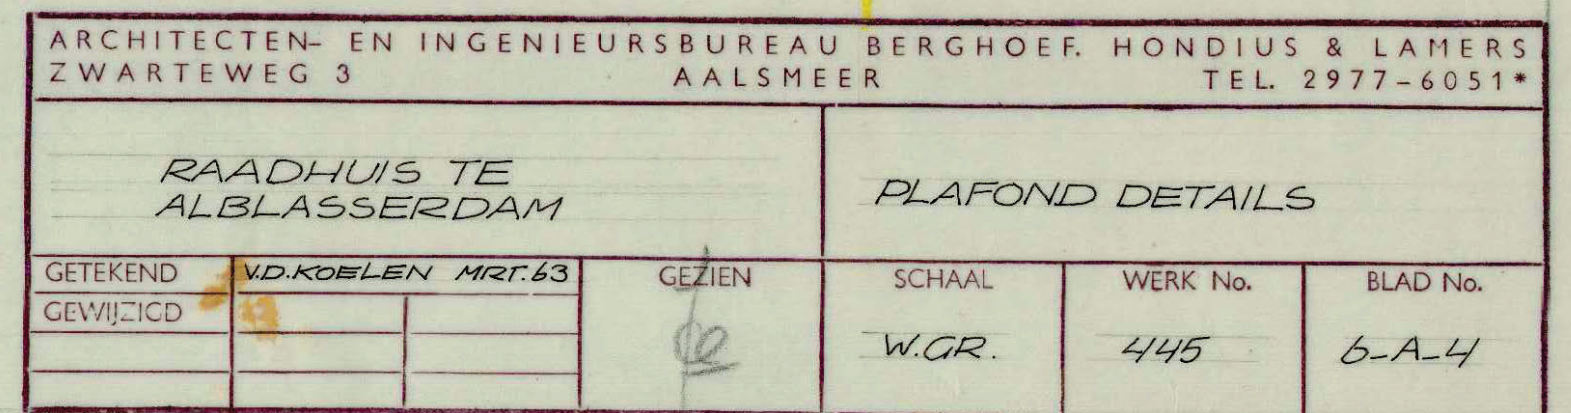 ARCHITECTEN- EN INGENIEURSBUREAU BERGHOEF. HONDIUS & LAMERS
ZWARTEWEG 3 AALSMEER TEL. 2977-6051*
RAADHUIS TE
ALBLASSERDAM
PLAFOND DETAILS
GETEKEND V.D.KOELEN MRT.63 GEZIEN SCHAAL WERK No. BLAD No.
GEWIJZIGD
W.GR. 445 6-A-4